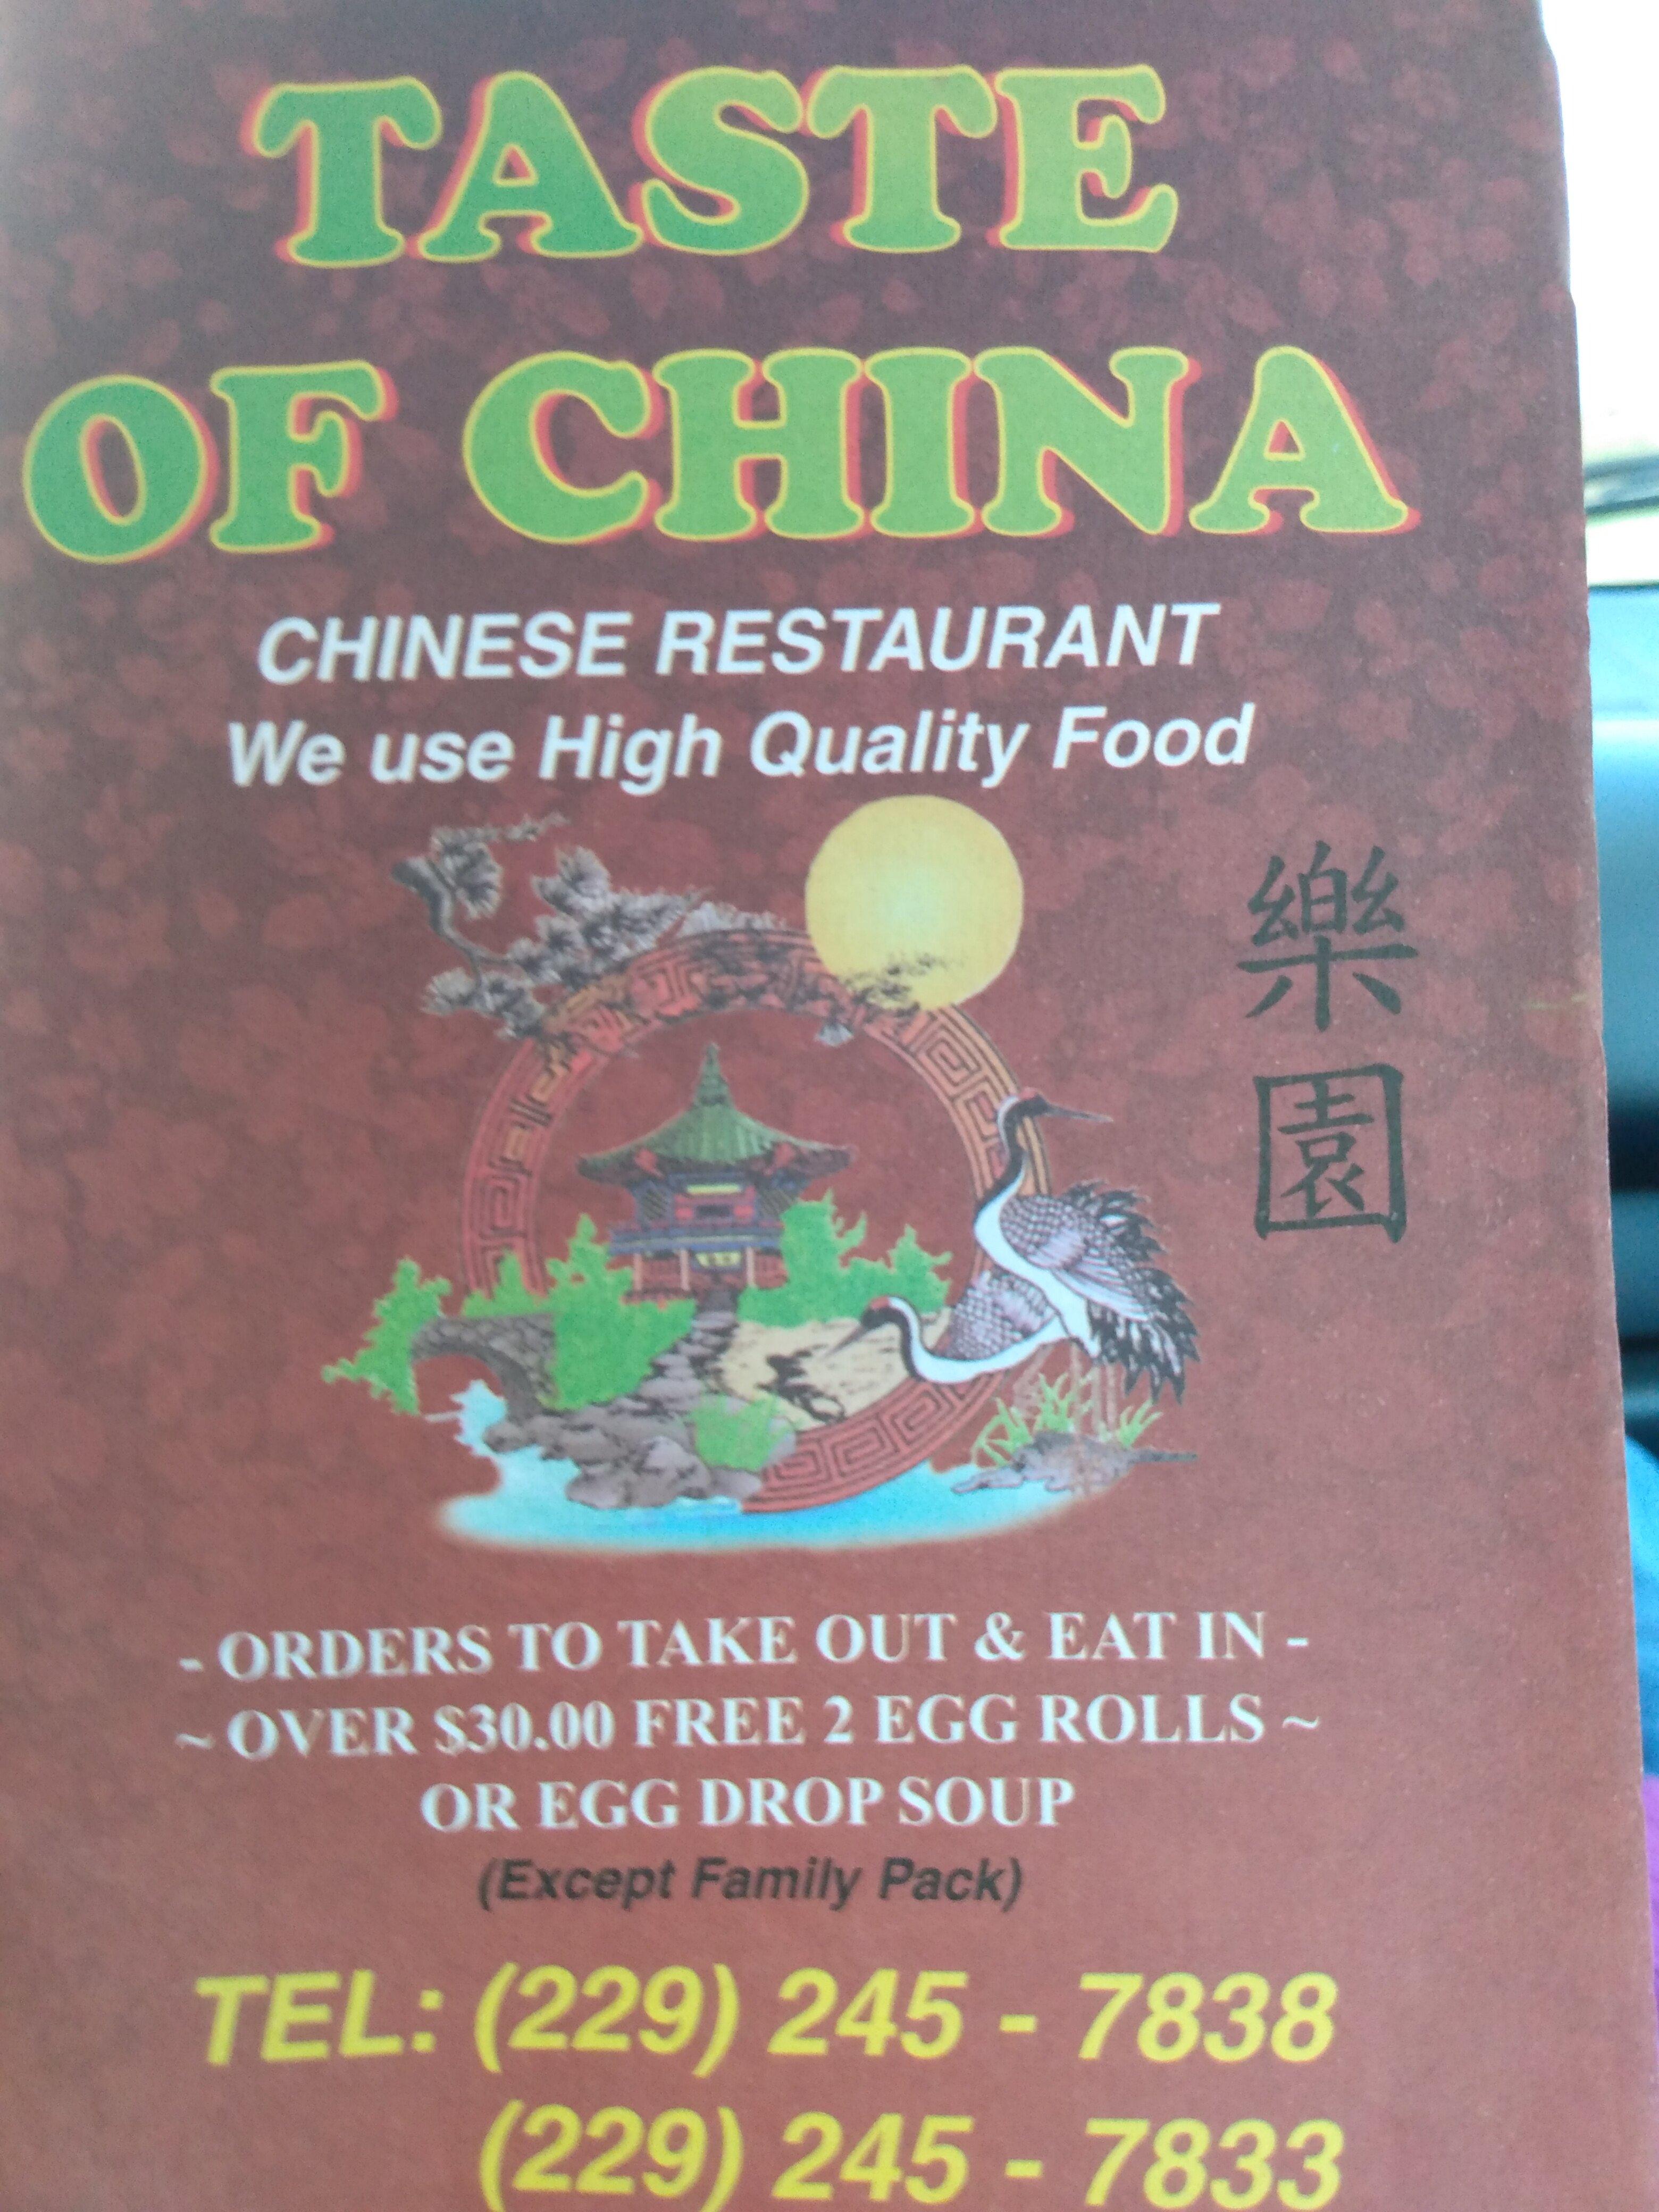 TASTE
OF CHINA
CHINESE RESTAURANT
We use High Quality Food
樂
園
- ORDERS TO TAKE OUT & EAT IN -
~ OVER $30.00 FREE 2 EGG ROLLS ~
OR EGG DROP SOUP
(Except Family Pack)
TEL: (229) 245 - 7838
(229) 245 - 7833